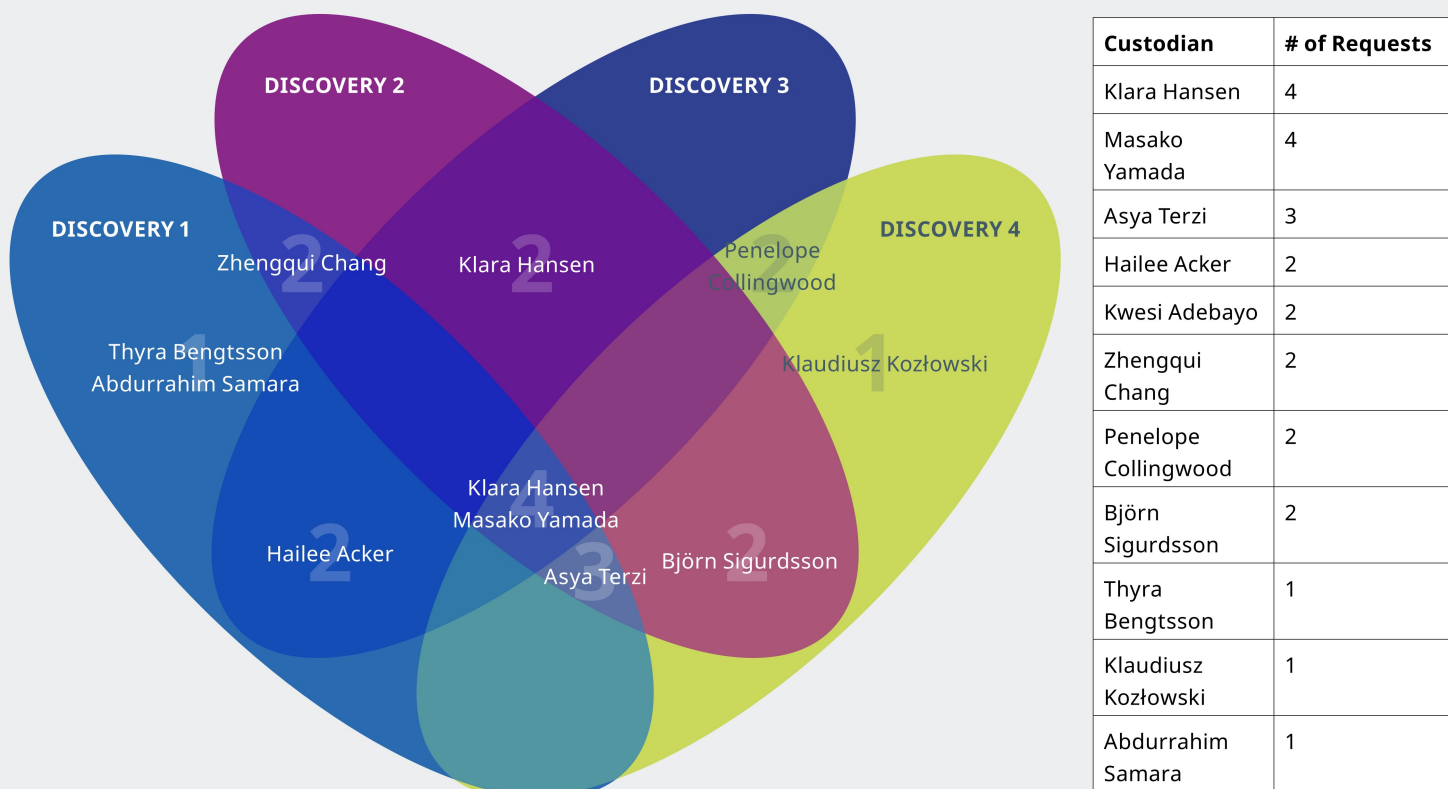 DISCOVERY 2
DISCOVERY 3
DISCOVERY 1
DISCOVERY 4
2
Zhengqui Chang
2
Klara Hansen
2
Penelope
Collingwood
1
Thyra Bengtsson
Abdurrahim Samara
1
Klaudiusz Kozłowski
4
Klara Hansen
Masako Yamada
2
Hailee Acker
3
Asya Terzi
2
Björn Sigurdsson
Custodian # of Requests
Klara Hansen 4
Masako 4
Yamada
Asya Terzi 3
Hailee Acker 2
Kwesi Adebayo 2
Zhengqui 2
Chang
Penelope 2
Collingwood
Björn 2
Sigurdsson
Thyra 1
Bengtsson
Klaudiusz 1
Kozłowski
Abdurrahim 1
Samara